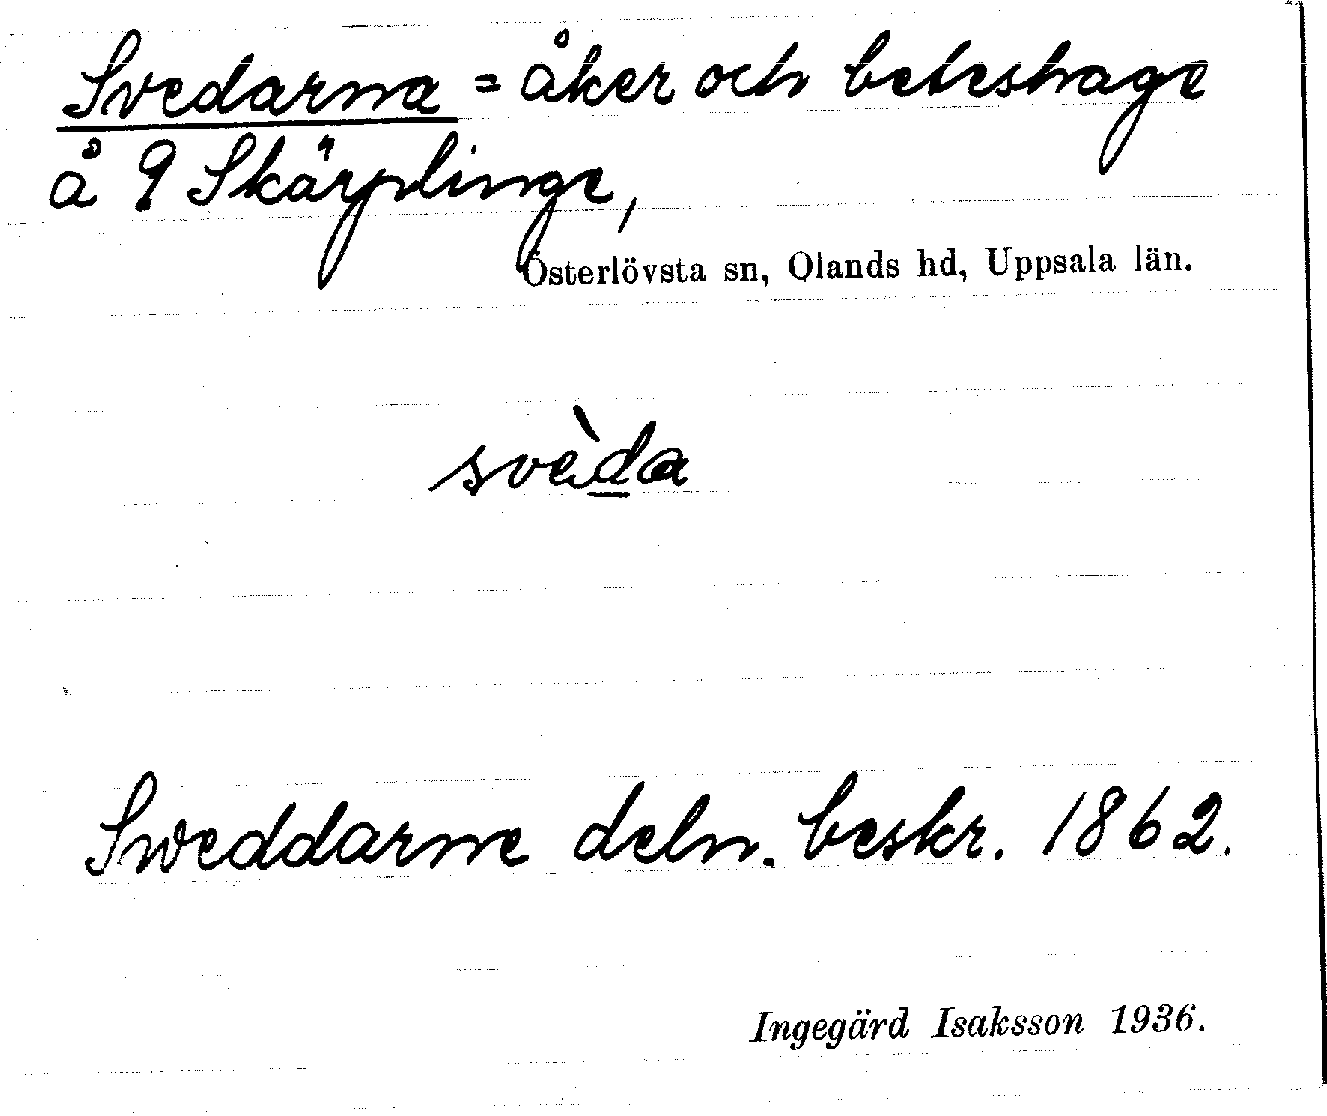 Svedarna = åker och beteshage
å 9 Skärplinge,
Österlövsta sn, Olands hd, Uppsala län.
svèda
Sweddarne deln. beskr. 1862.
Ingegärd Isaksson 1936.